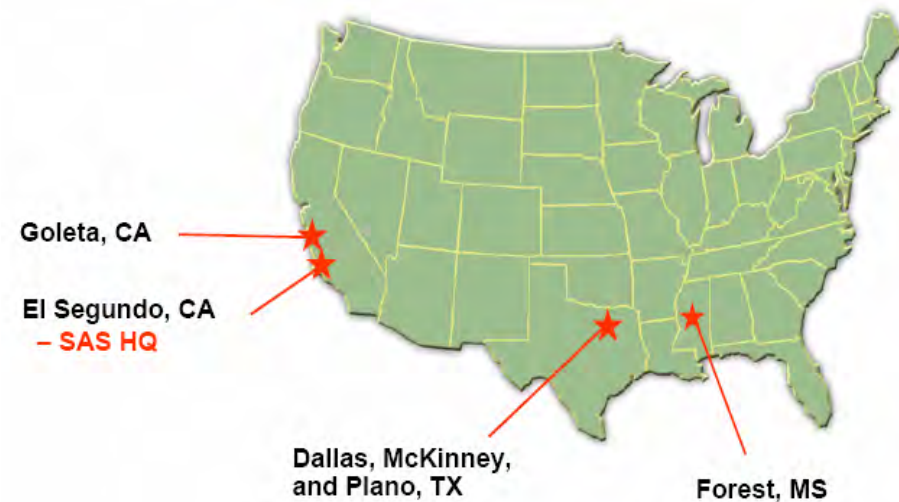 Goleta, CA
El Segundo, CA
– SAS HQ
Dallas, McKinney,
and Plano, TX
Forest, MS